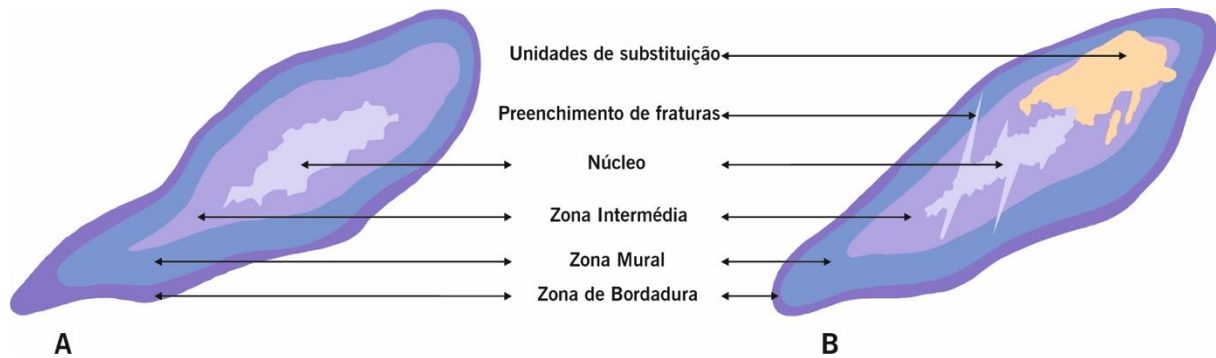 Unidades de substituição
Preenchimento de fraturas
Núcleo
Zona Intermédia
Zona Mural
Zona de Bordadura
A
B